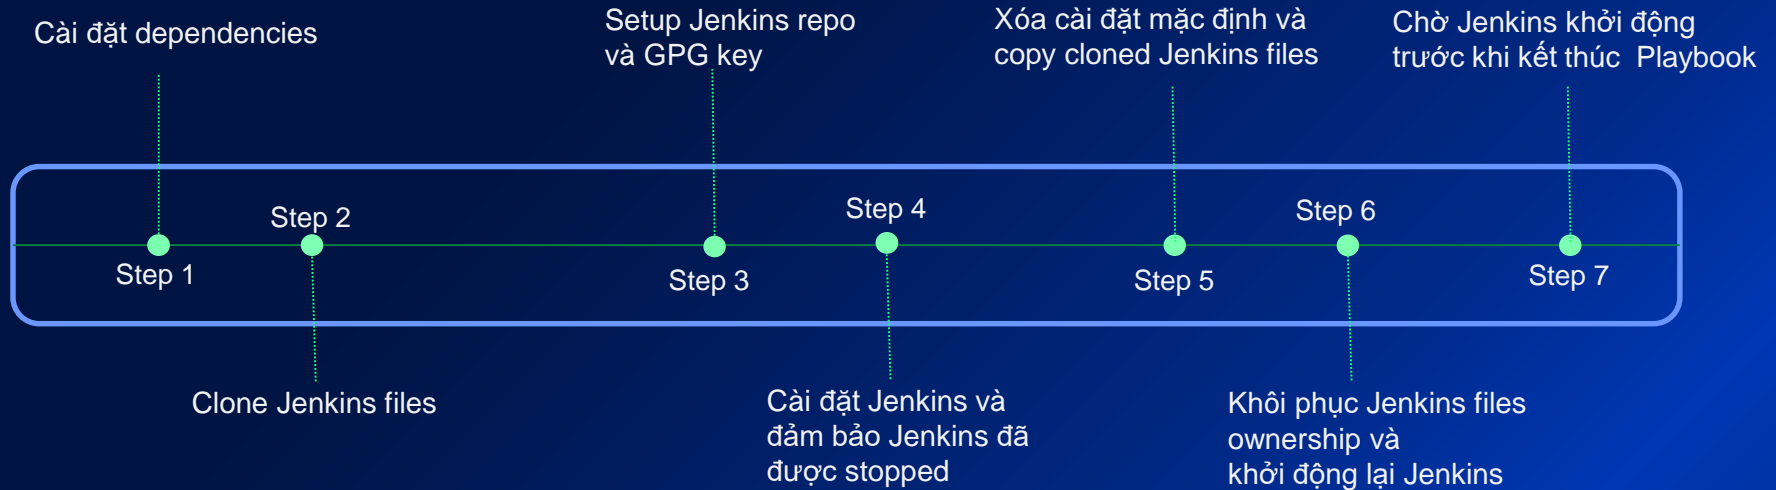 Cài đặt dependencies
Setup Jenkins repo
và GPG key
Xóa cài đặt mặc định và
copy cloned Jenkins files
Chờ Jenkins khởi động
trước khi kết thúc Playbook
Step 1
Step 2
Step 3
Step 4
Step 5
Step 6
Step 7
Clone Jenkins files
Cài đặt Jenkins và
đảm bảo Jenkins đã
được stopped
Khôi phục Jenkins files
ownership và
khởi động lại Jenkins